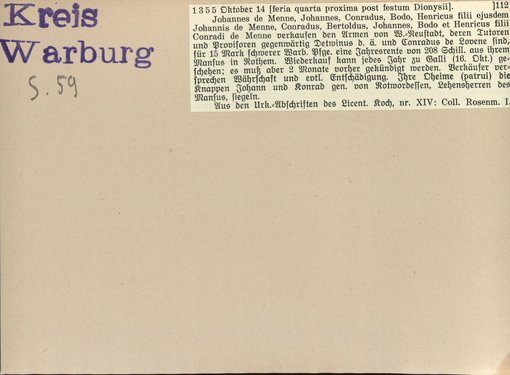 Kreis
Warburg
S. 59
1355 Oktober 14 [feria quarta proxima post festum Dionysii]. ]112
Johannes de Menne, Johannes, Conradus, Bodo, Henricus filii ejusdem
Johannis de Menne, Conradus, Bertoldus, Johannes, Bodo et Henricus filii
Conradi de Menne verkaufen den Armen von W.-Neustadt, deren Tutoren
und Provisoren gegenwärtig Detwinus d. ä. und Conradus de Lovene sind,
für 15 Mark schwerer Warb. Pfge. eine Jahresrente von 208 Schill. aus ihrem
Mansus in Rothem. Wiederkauf kann jedes Jahr zu Galli (16. Okt.) ge-
schehen; es muß aber 2 Monate vorher gekündigt werden. Verkäufer ver-
sprechen Währschaft und evtl. Entschädigung. Ihre Oheime (patrui) die
Knappen Johann und Konrad gen. von Rotwordessen, Lehensherren des
Mansus, siegeln.
Aus den Urk.-Abschriften des Licent. Koch, nr. XIV: Coll. Rosenm. I.